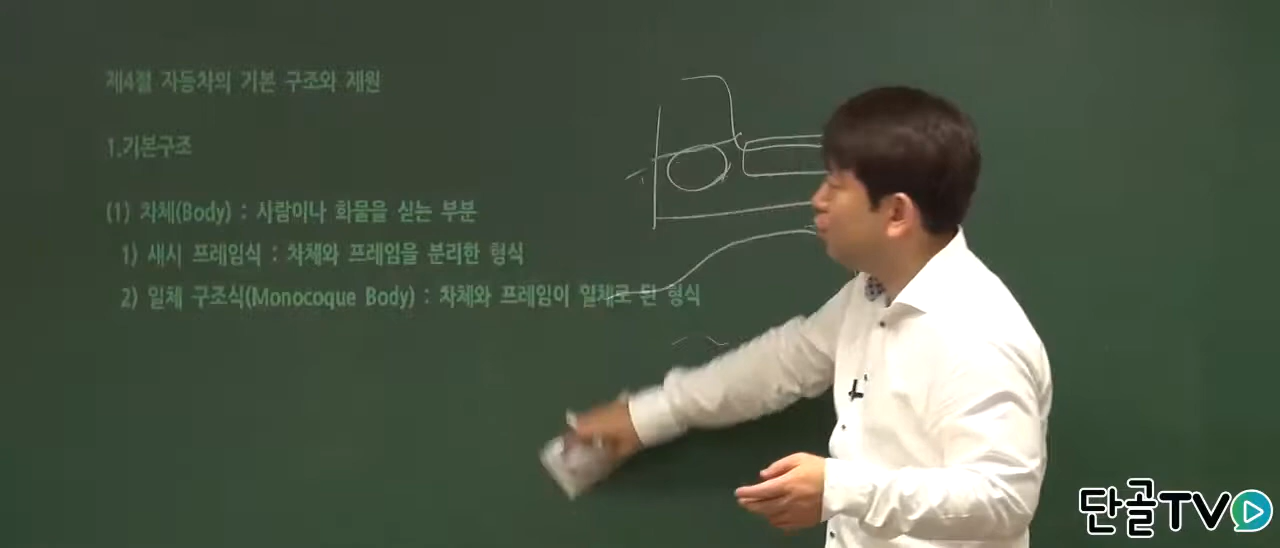 제4절 자동차의 기본 구조와 제원
1.기본구조
(1) 차체(Body) : 사람이나 화물을 싣는 부분
1) 새시 프레임식 : 차체와 프레임을 분리한 형식
2) 일체 구조식(Monocoque Body) : 차체와 프레임이 일체로 된 형식
단골TV